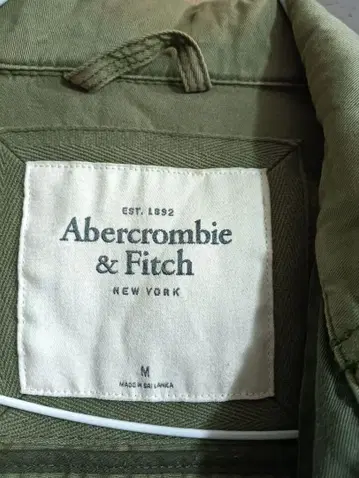 EST. 1892
Abercrombie
& Fitch
NEW YORK
M
MADE IN SRI LANKA